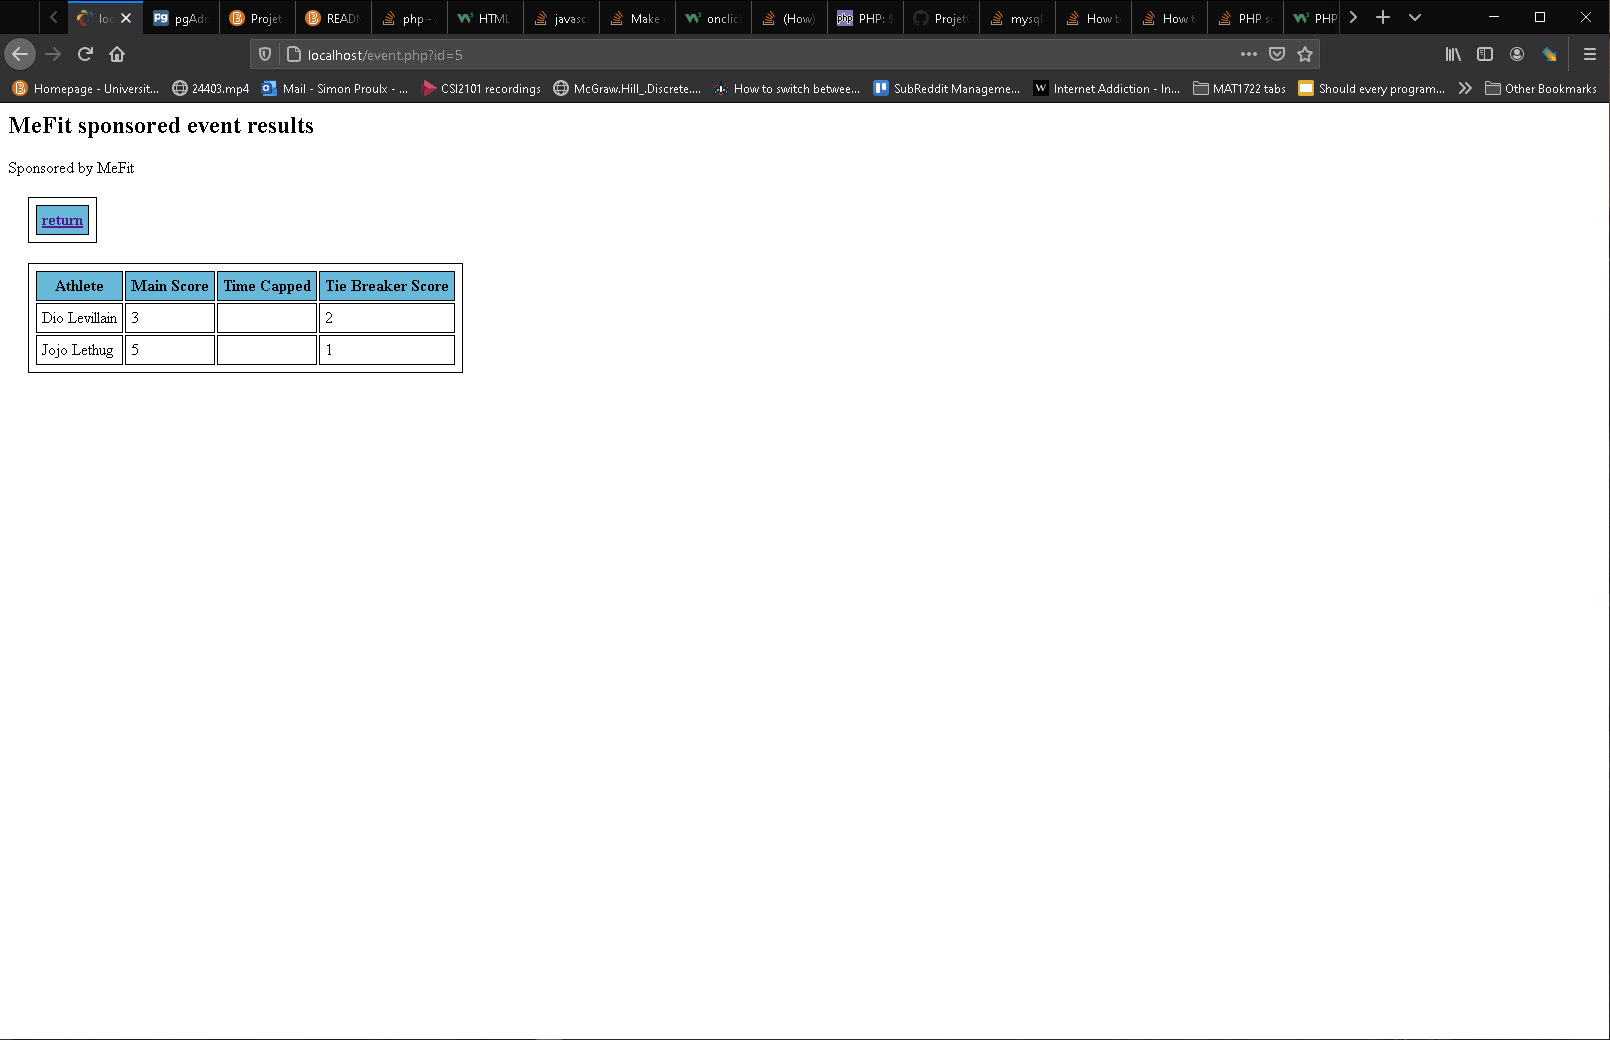 loc
pgAdr
Projet
READN
php - 
HTML
javasc
Make
onclic
(How)
PHP: S
Projet
mysql
How t
How t
PHP s
PHP
localhost/event.php?id=5
Homepage - Universit...
24403.mp4
Mail - Simon Proulx - ...
CSI2101 recordings
McGraw.Hill_.Discrete....
How to switch betwee...
SubReddit Manageme...
Internet Addiction - In...
MAT1722 tabs
Should every program...
Other Bookmarks
MeFit sponsored event results
Sponsored by MeFit
return
Athlete Main Score Time Capped Tie Breaker Score
Dio Levillain 3 2
Jojo Lethug 5 1